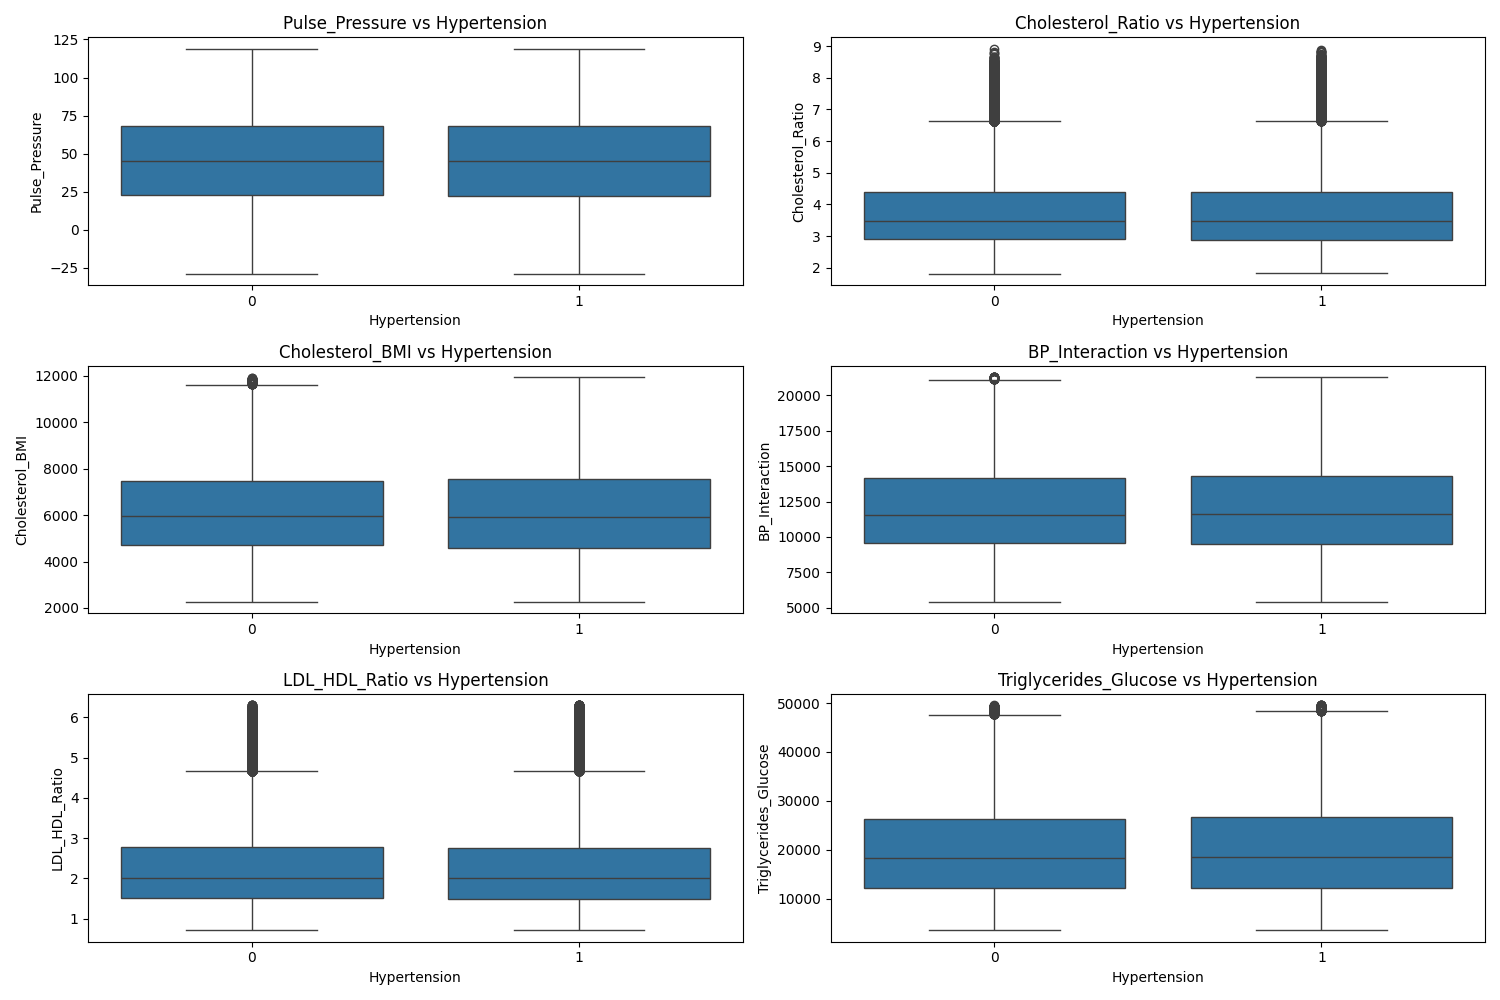 Pulse_Pressure vs Hypertension
Pulse_Pressure
125
100
75
50
25
0
−25
0 1
Hypertension
Cholesterol_Ratio vs Hypertension
Cholesterol_Ratio
9
8
7
6
5
4
3
2
0 1
Hypertension
Cholesterol_BMI vs Hypertension
Cholesterol_BMI
12000
10000
8000
6000
4000
2000
0 1
Hypertension
BP_Interaction vs Hypertension
BP_Interaction
20000
17500
15000
12500
10000
7500
5000
0 1
Hypertension
LDL_HDL_Ratio vs Hypertension
LDL_HDL_Ratio
6
5
4
3
2
1
0 1
Hypertension
Triglycerides_Glucose vs Hypertension
Triglycerides_Glucose
50000
40000
30000
20000
10000
0 1
Hypertension